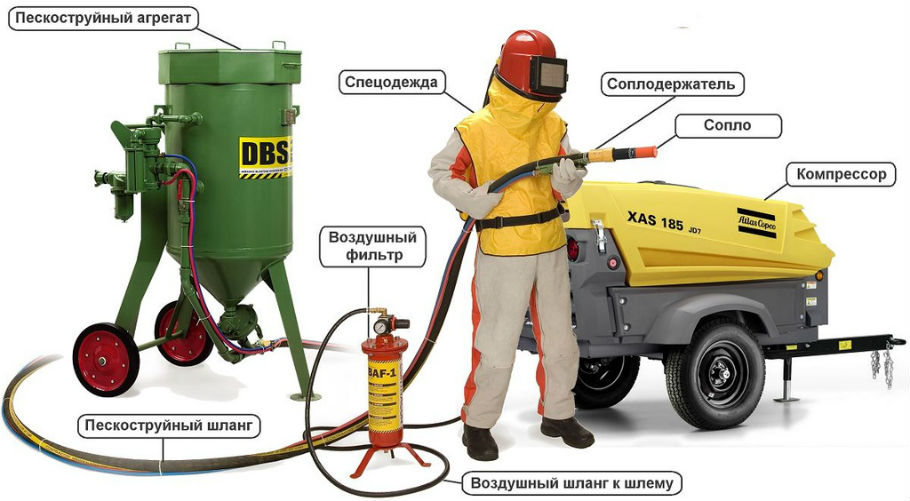 Пескоструйный агрегат
Спецодежда
Соплодержатель
Сопло
DBS
Компрессор
XAS 185 JD7
Atlas Copco
Воздушный
фильтр
BAF-1
Пескоструйный шланг
Воздушный шланг к шлему